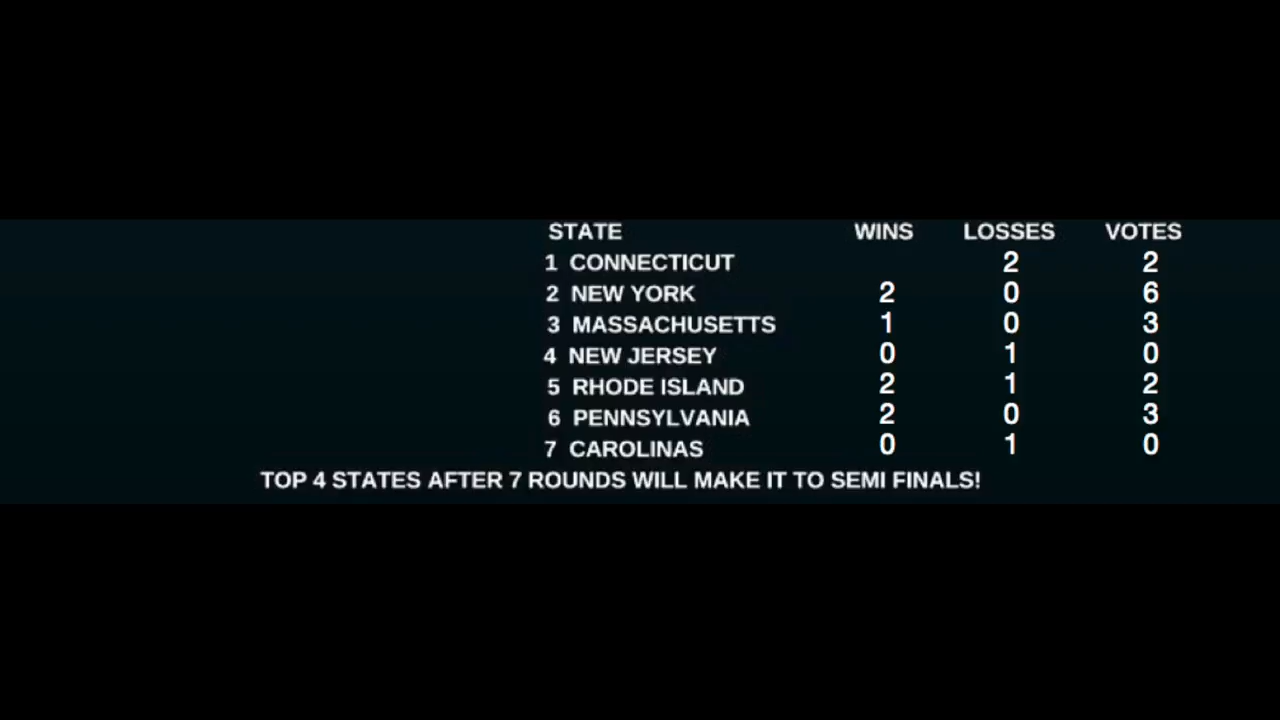 STATE WINS LOSSES VOTES
1 CONNECTICUT 2 2
2 NEW YORK 2 0 6
3 MASSACHUSETTS 1 0 3
4 NEW JERSEY 0 1 0
5 RHODE ISLAND 2 1 2
6 PENNSYLVANIA 2 0 3
7 CAROLINAS 0 1 0
TOP 4 STATES AFTER 7 ROUNDS WILL MAKE IT TO SEMI FINALS!